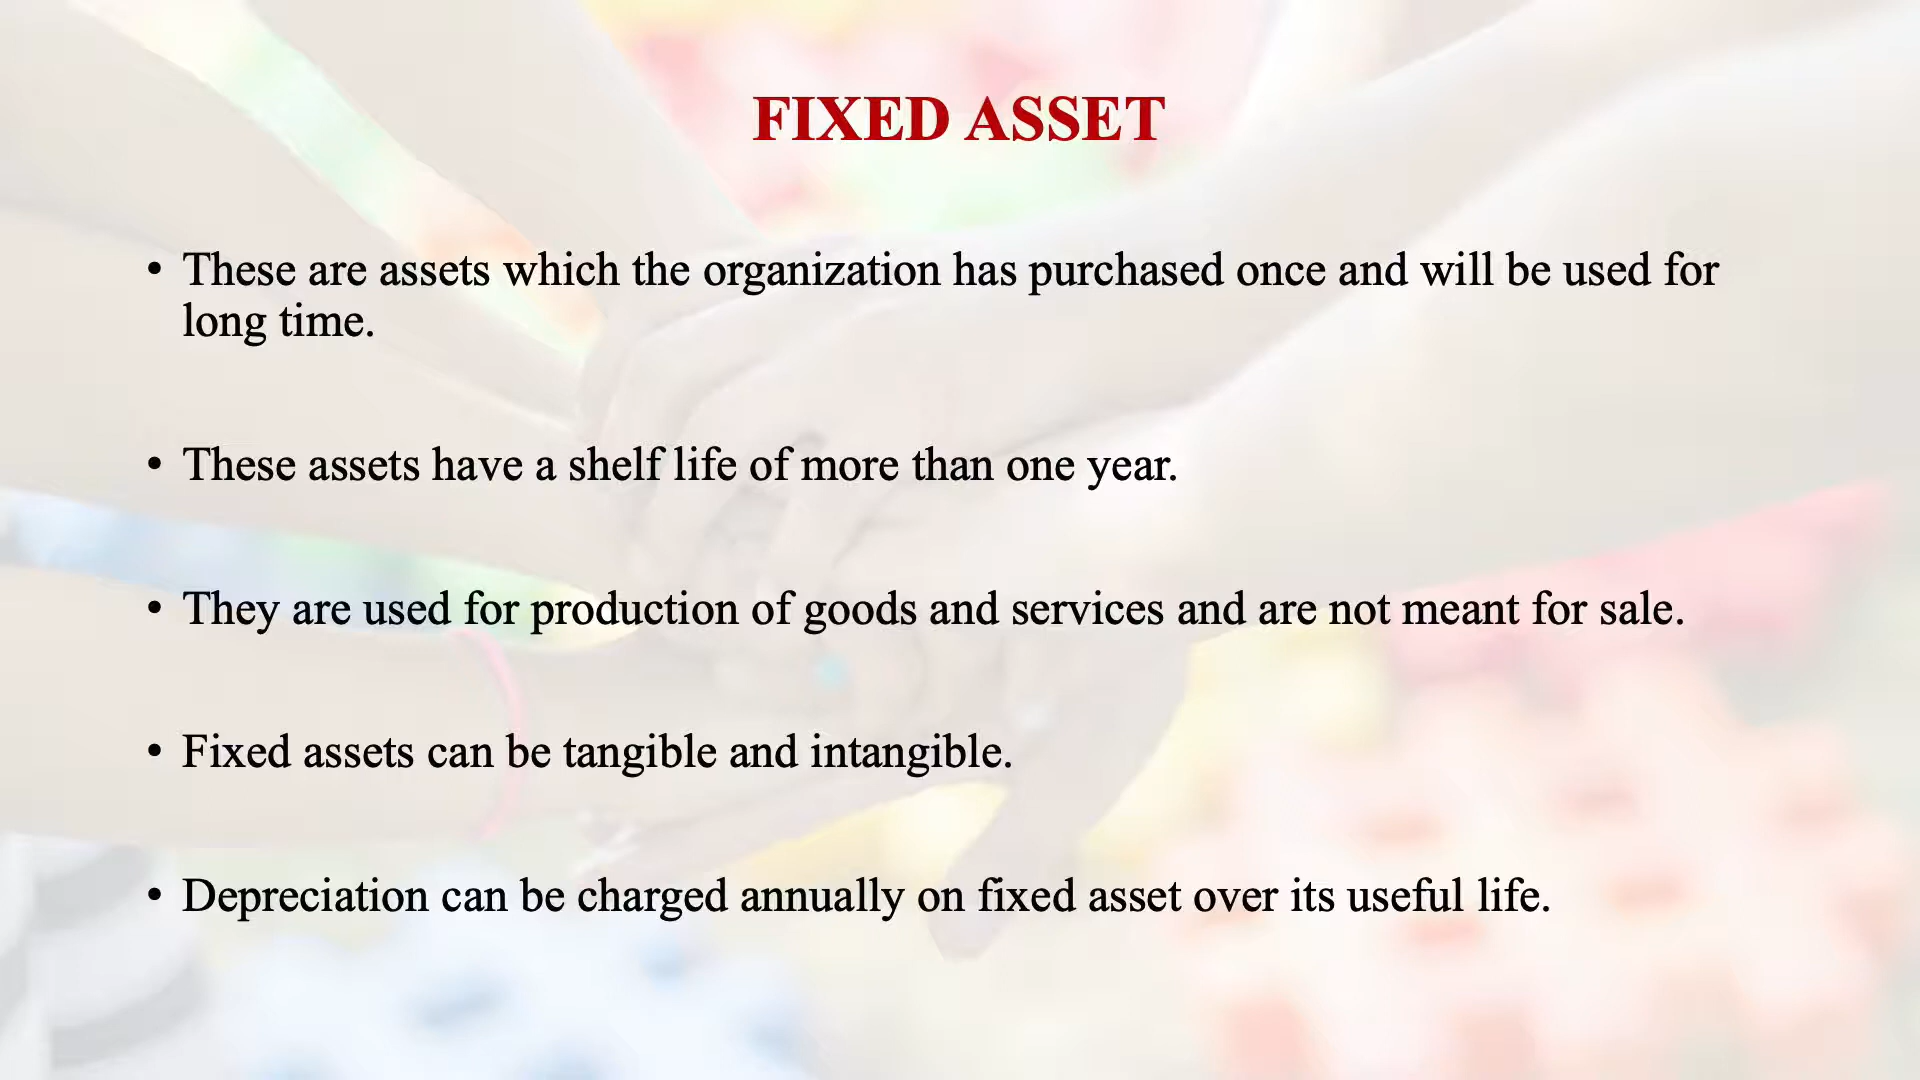 FIXED ASSET
• These are assets which the organization has purchased once and will be used for
long time.
• These assets have a shelf life of more than one year.
• They are used for production of goods and services and are not meant for sale.
• Fixed assets can be tangible and intangible.
• Depreciation can be charged annually on fixed asset over its useful life.